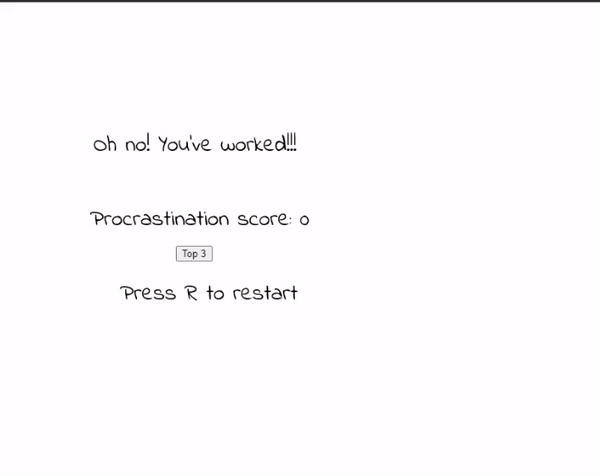 Oh no! You've worked!!!
Procrastination score: 0
Top 3
Press R to restart